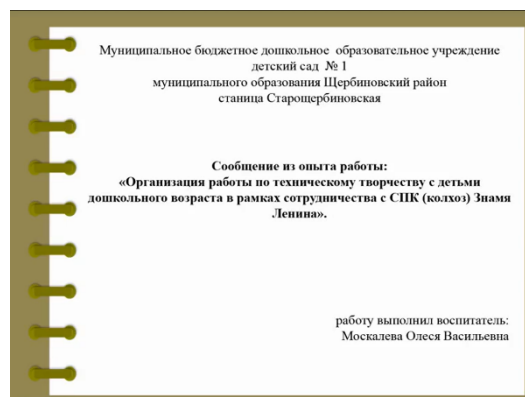 Муниципальное бюджетное дошкольное образовательное учреждение
детский сад № 1
муниципального образования Щербиновский район
станица Старощербиновская
Сообщение из опыта работы:
«Организация работы по техническому творчеству с детьми
дошкольного возраста в рамках сотрудничества с СПК (колхоз) Знамя
Ленина».
работу выполнил воспитатель:
Москалева Олеся Васильевна